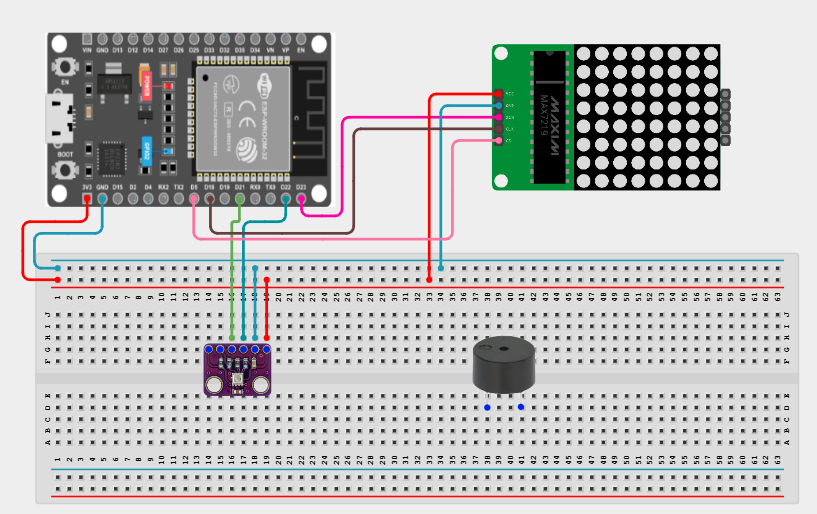 VIN GND D13 D12 D14 D27 D26 D25 D33 D32 D35 D34 VN VP EN
EN
POWER
BOOT
GPIO2
ESP-WROOM-32
3V3 GND D15 D2 D4 RX2 TX2 D5 D18 D19 D21 RX0 TX0 D22 D23
VCC
GND
DIN
CLK
CS
MAXIM
MAX7219
1 2 3 4 5 6 7 8 9 10 11 12 13 14 15 16 17 18 19 20 21 22 23 24 25 26 27 28 29 30 31 32 33 34 35 36 37 38 39 40 41 42 43 44 45 46 47 48 49 50 51 52 53 54 55 56 57 58 59 60 61 62 63
J J
I I
H H
G G
F F
E E
D D
C C
B B
A A
1 2 3 4 5 6 7 8 9 10 11 12 13 14 15 16 17 18 19 20 21 22 23 24 25 26 27 28 29 30 31 32 33 34 35 36 37 38 39 40 41 42 43 44 45 46 47 48 49 50 51 52 53 54 55 56 57 58 59 60 61 62 63